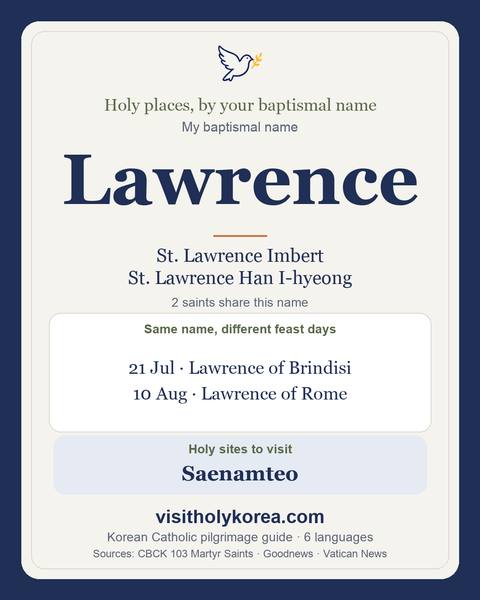 Holy places, by your baptismal name
My baptismal name
Lawrence
St. Lawrence Imbert
St. Lawrence Han I-hyeong
2 saints share this name
Same name, different feast days
21 Jul · Lawrence of Brindisi
10 Aug · Lawrence of Rome
Holy sites to visit
Saenamteo
visitholykorea.com
Korean Catholic pilgrimage guide · 6 languages
Sources: CBCK 103 Martyr Saints · Goodnews · Vatican News